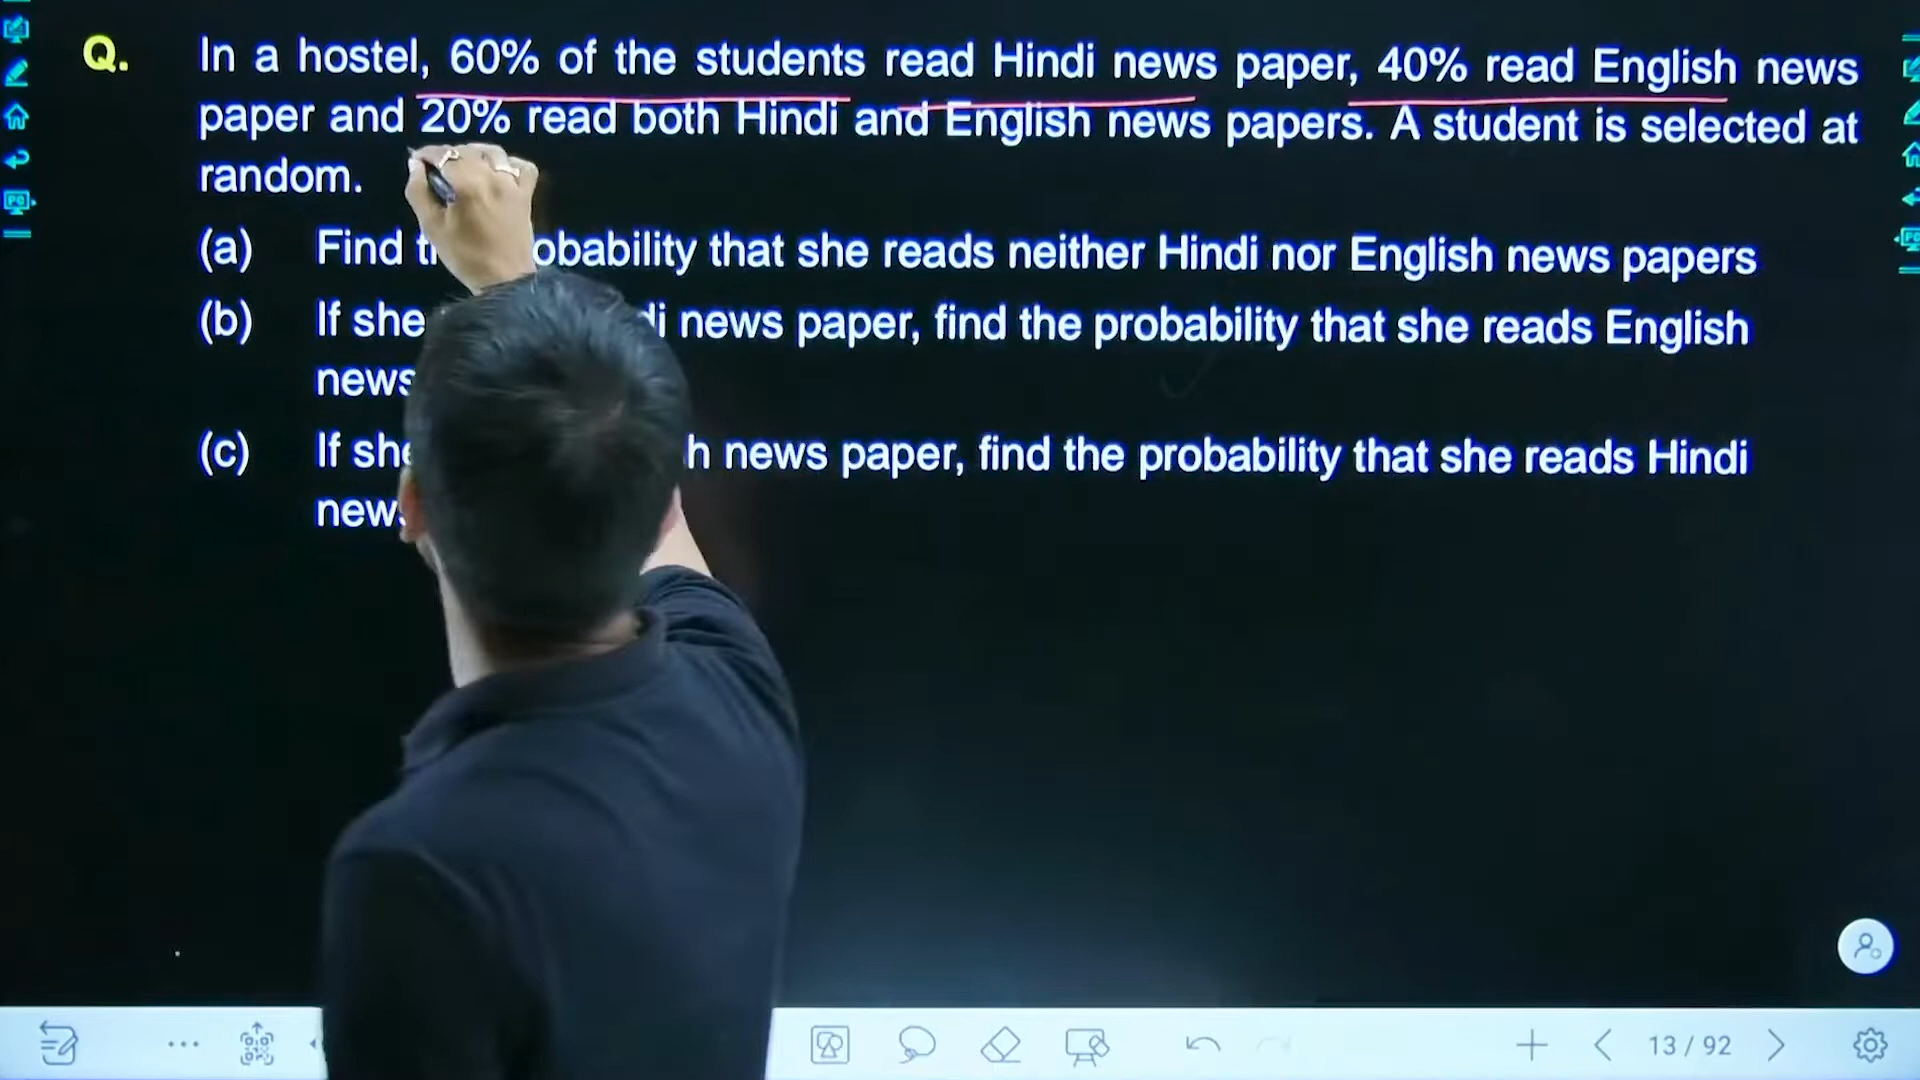 Q. In a hostel, 60% of the students read Hindi news paper, 40% read English news
paper and 20% read both Hindi and English news papers. A student is selected at
random.
(a) Find obability that she reads neither Hindi nor English news papers
(b) If she di news paper, find the probability that she reads English
news
(c) If she h news paper, find the probability that she reads Hindi
news
13 / 92